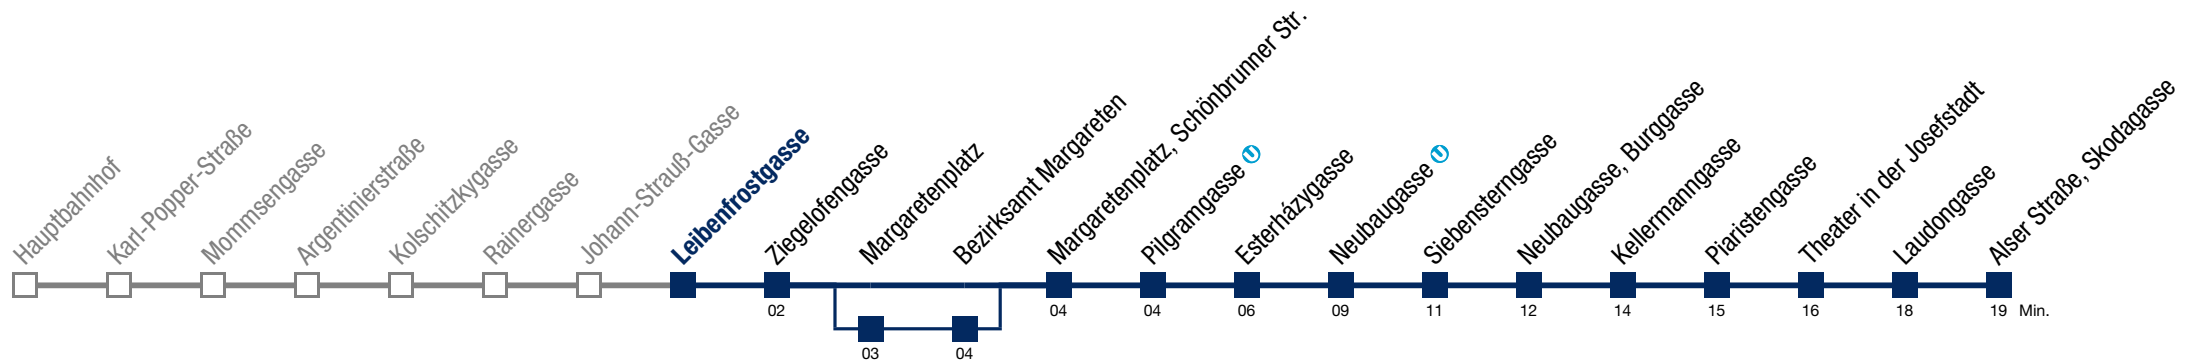 Hauptbahnhof
Karl-Popper-Straße
Mommsengasse
Argentinierstraße
Kolschitzkygasse
Rainergasse
Johann-Strauß-Gasse
Leibenfrostgasse
Ziegelofengasse
Margaretenplatz
Bezirksamt Margareten
Margaretenplatz, Schönbrunner Str.
Pilgramgasse U
Esterházygasse
Neubaugasse U
Siebensterngasse
Neubaugasse, Burggasse
Kellermanngasse
Piaristengasse
Theater in der Josefstadt
Laudongasse
Alser Straße, Skodagasse
02 04 04 06 09 11 12 14 15 16 18 19 Min.
03 04